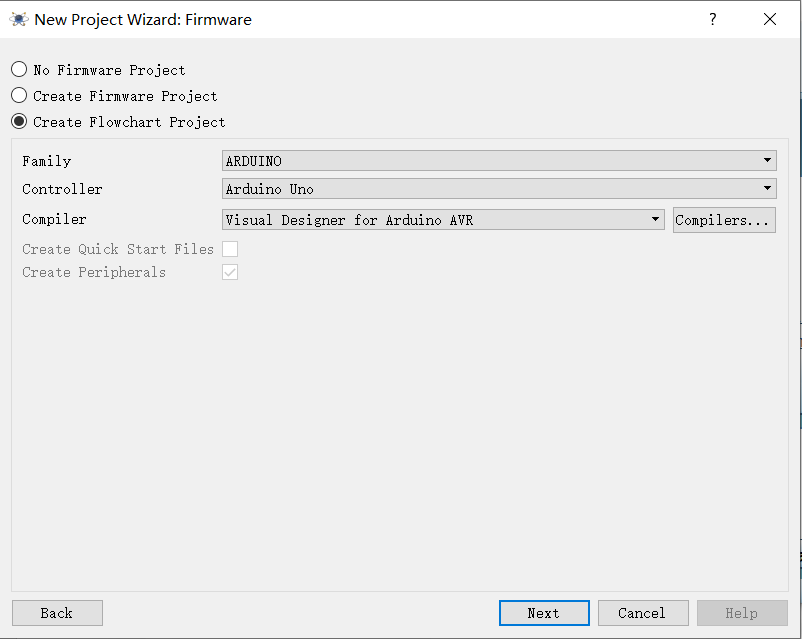 New Project Wizard: Firmware ?
No Firmware Project
Create Firmware Project
Create Flowchart Project
Family ARDUINO
Controller Arduino Uno
Compiler Visual Designer for Arduino AVR Compilers...
Create Quick Start Files
Create Peripherals
Back Next Cancel Help